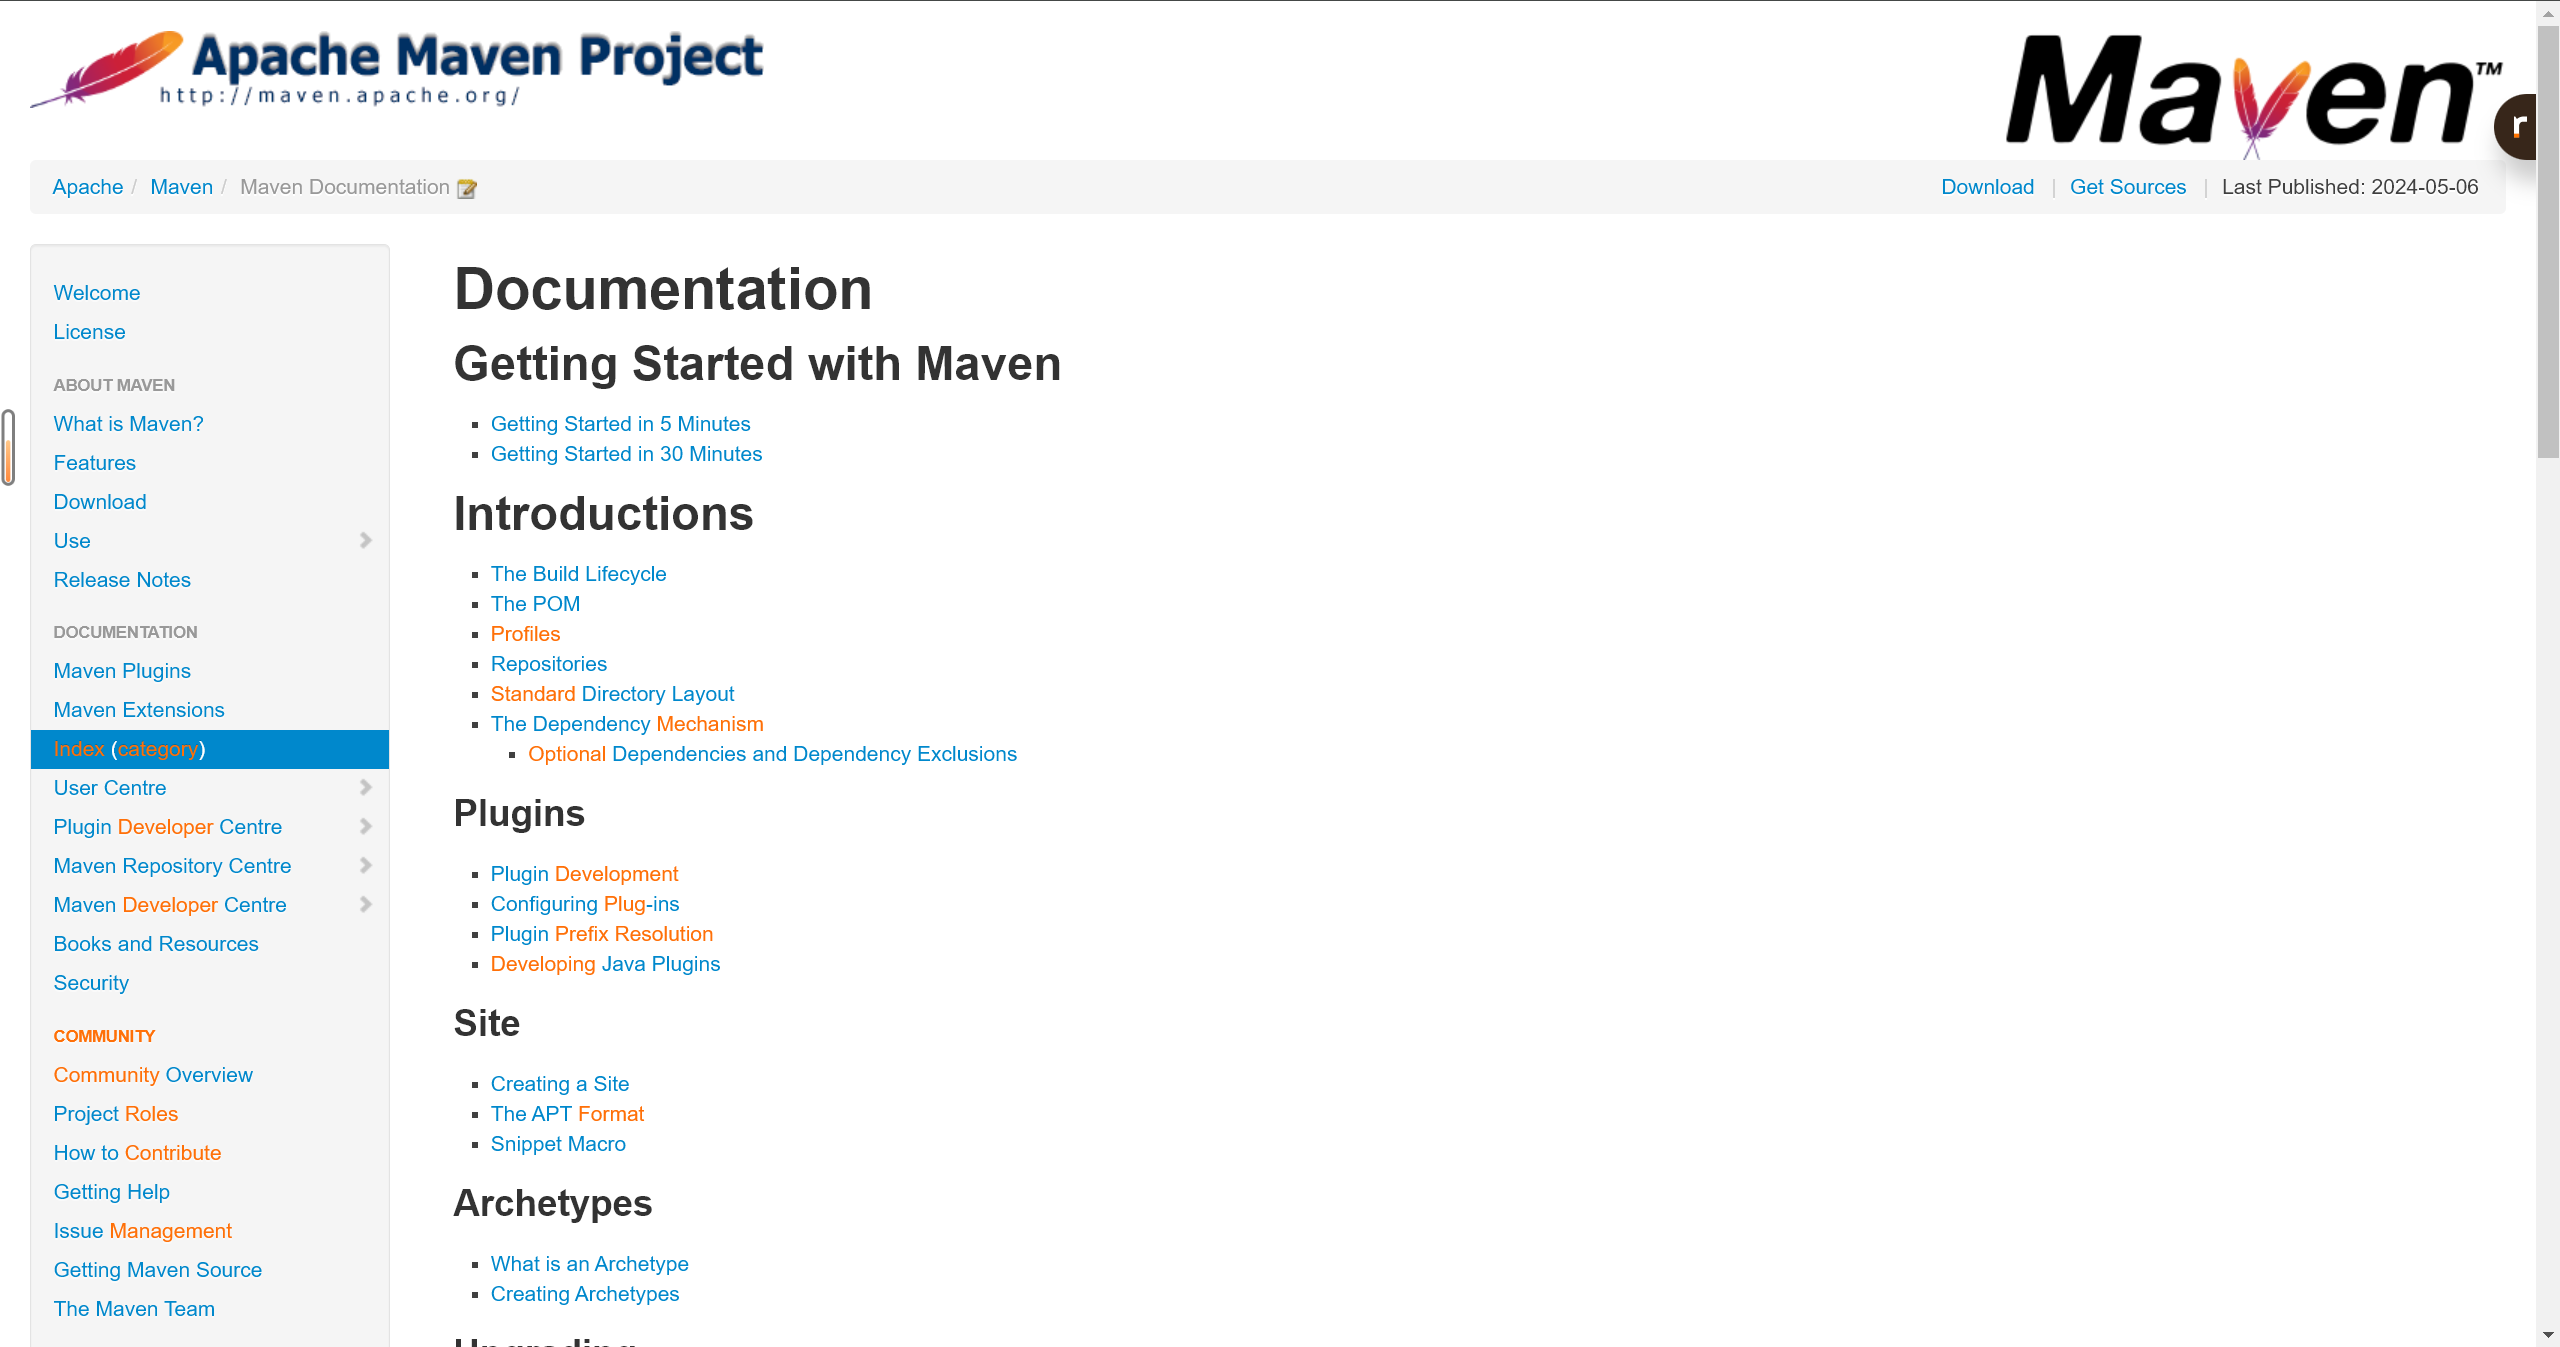 Apache Maven Project
http://maven.apache.org/
Maven™
r
Apache / Maven / Maven Documentation
Download | Get Sources | Last Published: 2024-05-06
Welcome
License
ABOUT MAVEN
What is Maven?
Features
Download
Use
Release Notes
DOCUMENTATION
Maven Plugins
Maven Extensions
Index (category)
User Centre
Plugin Developer Centre
Maven Repository Centre
Maven Developer Centre
Books and Resources
Security
COMMUNITY
Community Overview
Project Roles
How to Contribute
Getting Help
Issue Management
Getting Maven Source
The Maven Team
Documentation
Getting Started with Maven
Getting Started in 5 Minutes
Getting Started in 30 Minutes
Introductions
The Build Lifecycle
The POM
Profiles
Repositories
Standard Directory Layout
The Dependency Mechanism
Optional Dependencies and Dependency Exclusions
Plugins
Plugin Development
Configuring Plug-ins
Plugin Prefix Resolution
Developing Java Plugins
Site
Creating a Site
The APT Format
Snippet Macro
Archetypes
What is an Archetype
Creating Archetypes
Upgrading